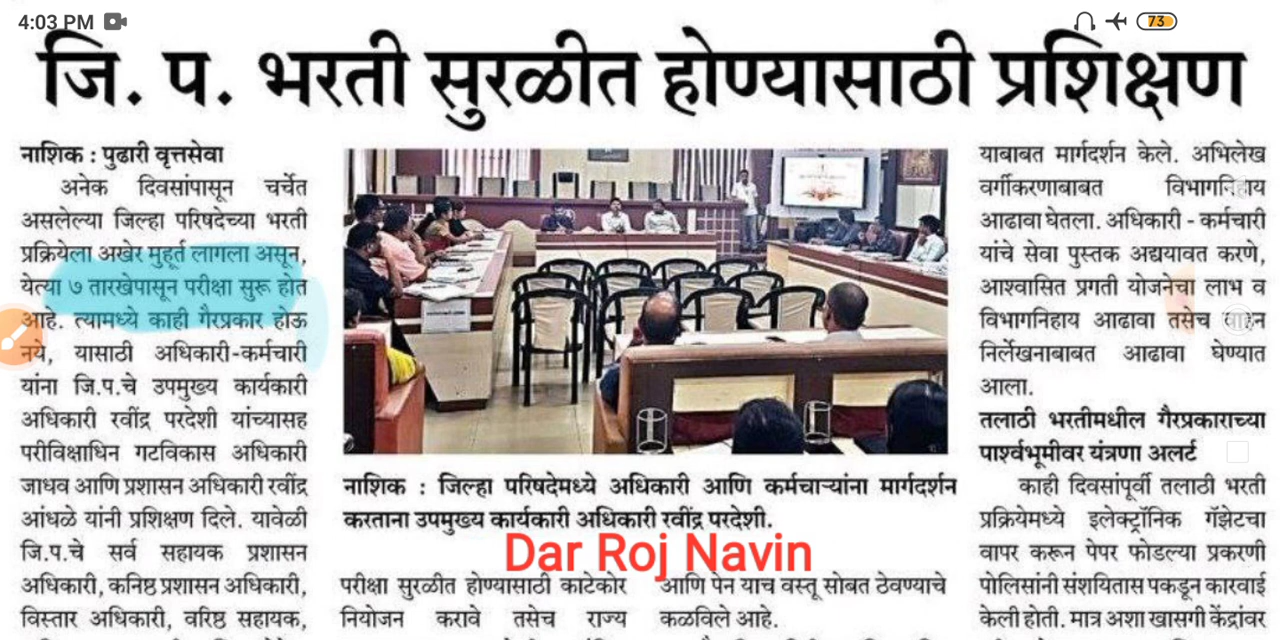 4:03 PM
73
जि. प. भरती सुरळीत होण्यासाठी प्रशिक्षण
नाशिक : पुढारी वृत्तसेवा
अनेक दिवसांपासून चर्चेत
असलेल्या जिल्हा परिषदेच्या भरती
प्रक्रियेला अखेर मुहूर्त लागला असून,
येत्या ७ तारखेपासून परीक्षा सुरू होत
आहे. त्यामध्ये काही गैरप्रकार होऊ
नये, यासाठी अधिकारी-कर्मचारी
यांना जि.प.चे उपमुख्य कार्यकारी
अधिकारी रवींद्र परदेशी यांच्यासह
परीविक्षाधिन गटविकास अधिकारी
जाधव आणि प्रशासन अधिकारी रवींद्र
आंधळे यांनी प्रशिक्षण दिले. यावेळी
जि.प.चे सर्व सहायक प्रशासन
अधिकारी, कनिष्ठ प्रशासन अधिकारी,
विस्तार अधिकारी, वरिष्ठ सहायक,
नाशिक : जिल्हा परिषदेमध्ये अधिकारी आणि कर्मचाऱ्यांना मार्गदर्शन
करताना उपमुख्य कार्यकारी अधिकारी रवींद्र परदेशी.
Dar Roj Navin
परीक्षा सुरळीत होण्यासाठी काटेकोर
नियोजन करावे तसेच राज्य
आणि पेन याच वस्तू सोबत ठेवण्याचे
कळविले आहे.
याबाबत मार्गदर्शन केले. अभिलेख
वर्गीकरणाबाबत विभागनिहाय
आढावा घेतला. अधिकारी - कर्मचारी
यांचे सेवा पुस्तक अद्ययावत करणे,
आश्वासित प्रगती योजनेचा लाभ व
विभागनिहाय आढावा तसेच वाहन
निर्लेखनाबाबत आढावा घेण्यात
आला.
तलाठी भरतीमधील गैरप्रकाराच्या
पार्श्वभूमीवर यंत्रणा अलर्ट
काही दिवसांपूर्वी तलाठी भरती
प्रक्रियेमध्ये इलेक्ट्रॉनिक गॅझेटचा
वापर करून पेपर फोडल्या प्रकरणी
पोलिसांनी संशयितास पकडून कारवाई
केली होती. मात्र अशा खासगी केंद्रांवर